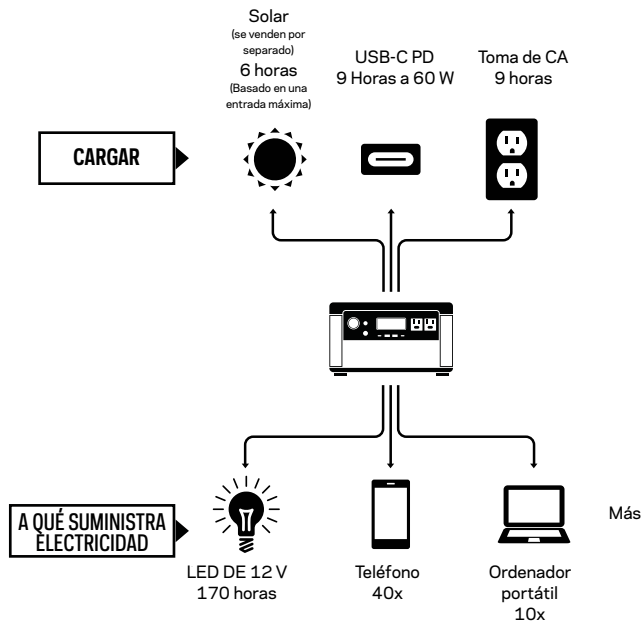 Solar
(se venden por
separado)
6 horas
(Basado en una
entrada máxima)
USB-C PD
9 Horas a 60 W
Toma de CA
9 horas
CARGAR
A QUÉ SUMINISTRA
ELECTRICIDAD
LED DE 12 V
170 horas
Teléfono
40x
Ordenador
portátil
10x
Más